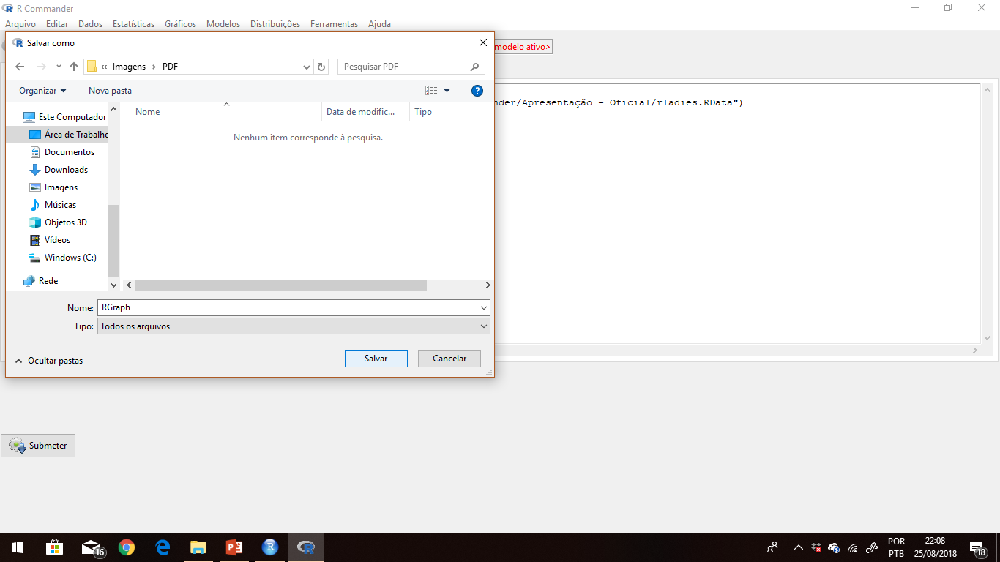 R Commander
Arquivo Editar Dados Estatísticas Gráficos Modelos Distribuições Ferramentas Ajuda
Salvar como
modelo ativo>
« Imagens > PDF
Pesquisar PDF
Organizar
Nova pasta
nder/Apresentação - Oficial/rladies.RData")
Nome
Data de modific...
Tipo
Nenhum item corresponde à pesquisa.
Este Computador
Área de Trabalho
Documentos
Downloads
Imagens
Músicas
Objetos 3D
Vídeos
Windows (C:)
Rede
Nome: RGraph
Tipo: Todos os arquivos
Ocultar pastas
Salvar
Cancelar
Submeter
16
POR
PTB
22:08
25/08/2018
18